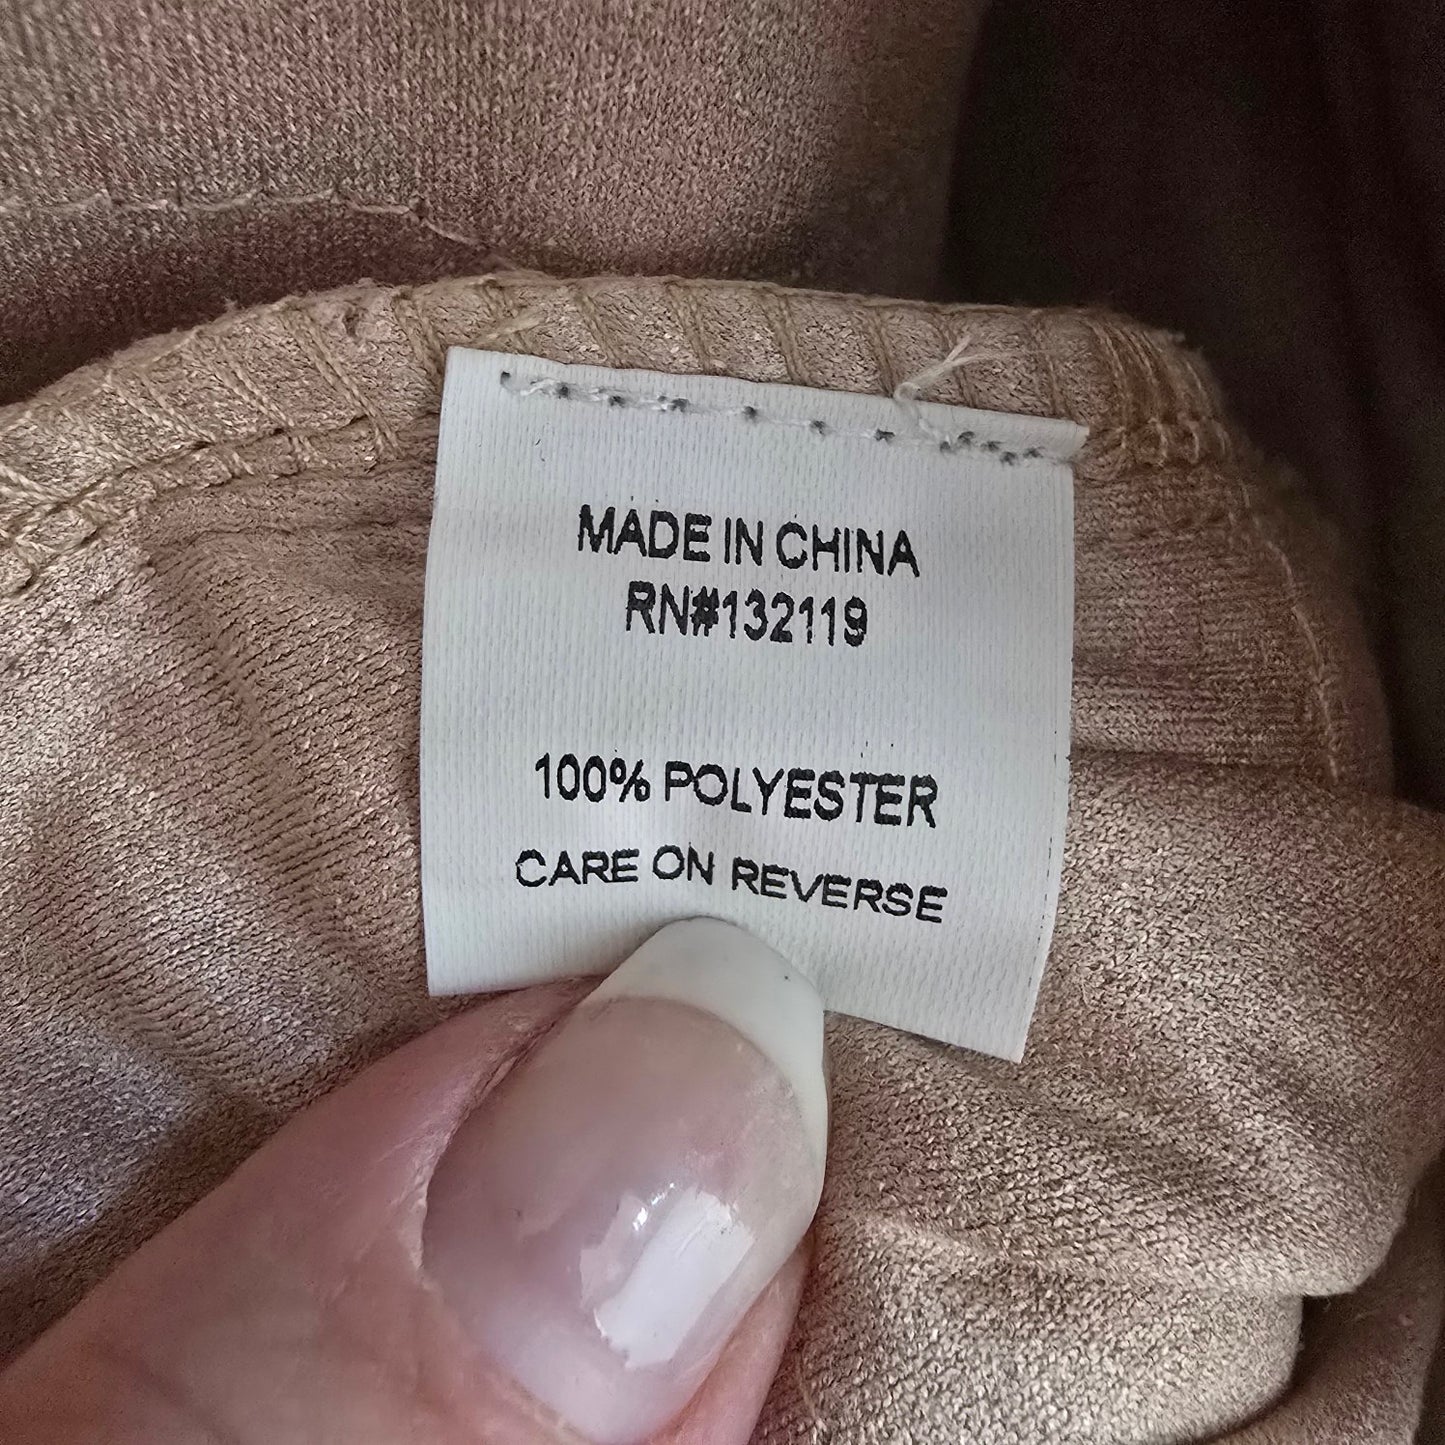 MADE IN CHINA
RN#132119
100% POLYESTER
CARE ON REVERSE